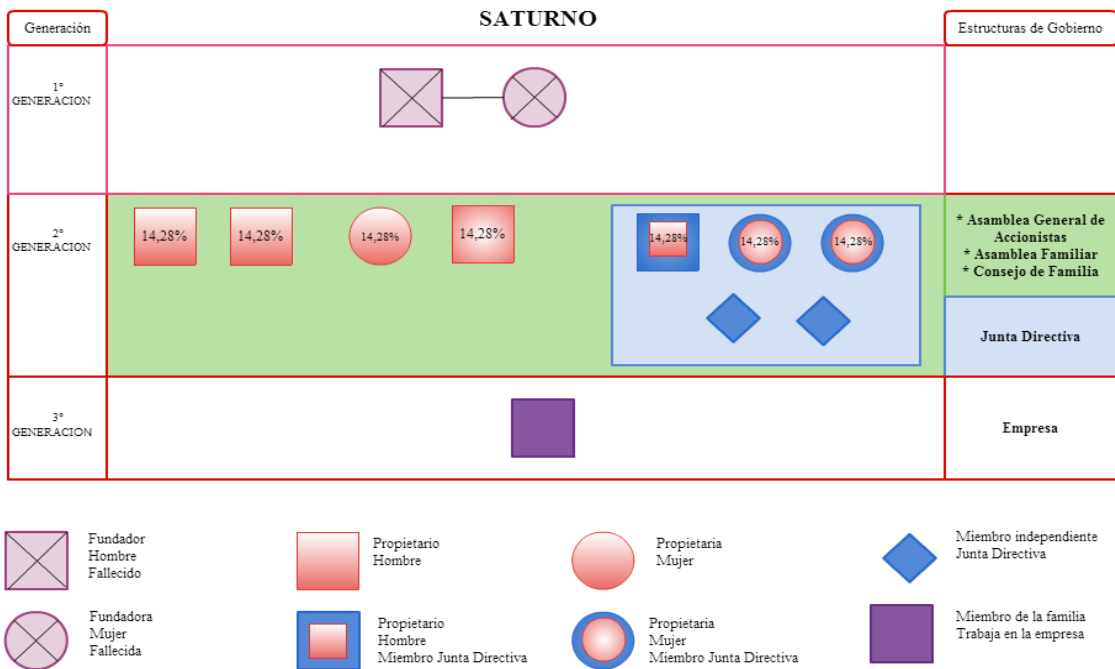 SATURNO
Generación
Estructuras de Gobierno
1°
GENERACION
2°
GENERACION
14,28%
14,28%
14,28%
14,28%
14,28%
14,28%
14,28%
* Asamblea General de
Accionistas
* Asamblea Familiar
* Consejo de Familia
Junta Directiva
3°
GENERACION
Empresa
Fundador
Hombre
Fallecido
Propietario
Hombre
Propietaria
Mujer
Miembro independiente
Junta Directiva
Fundadora
Mujer
Fallecida
Propietario
Hombre
Miembro Junta Directiva
Propietaria
Mujer
Miembro Junta Directiva
Miembro de la familia
Trabaja en la empresa